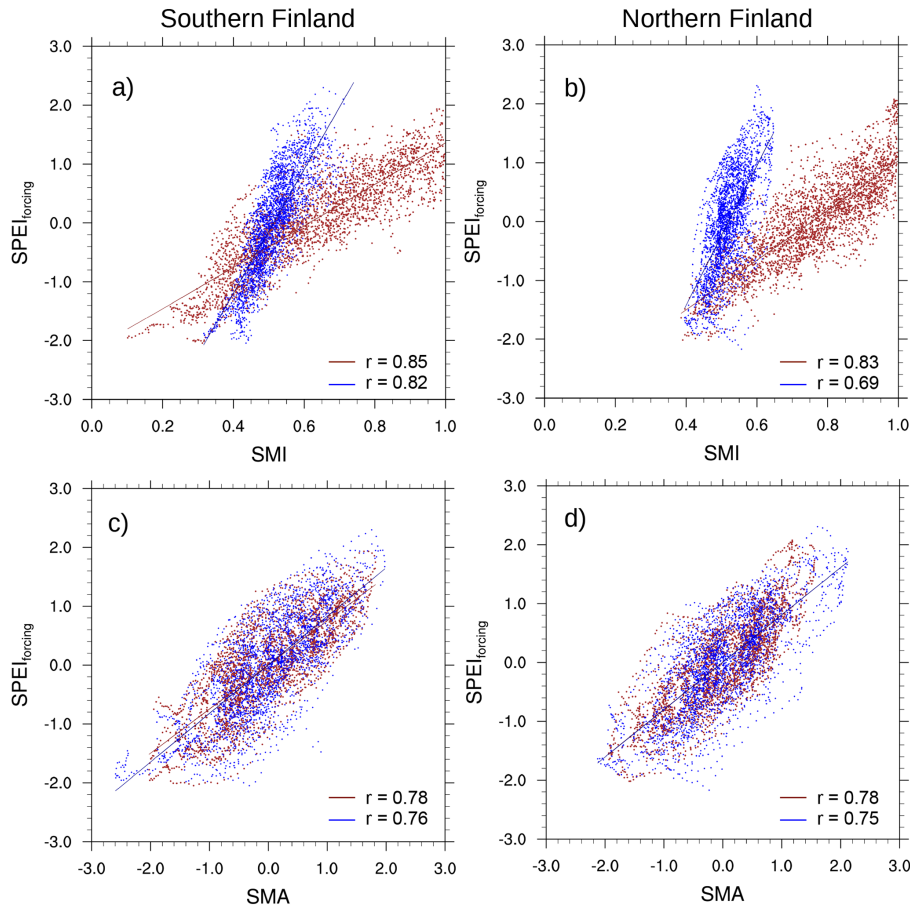 Southern Finland
Northern Finland
a)
SPEIforcing
3.0
2.0
1.0
0.0
-1.0
-2.0
-3.0
r = 0.85
r = 0.82
0.0 0.2 0.4 0.6 0.8 1.0
SMI
b)
SPEIforcing
3.0
2.0
1.0
0.0
-1.0
-2.0
-3.0
r = 0.83
r = 0.69
0.0 0.2 0.4 0.6 0.8 1.0
SMI
c)
SPEIforcing
3.0
2.0
1.0
0.0
-1.0
-2.0
-3.0
r = 0.78
r = 0.76
-3.0 -2.0 -1.0 0.0 1.0 2.0 3.0
SMA
d)
SPEIforcing
3.0
2.0
1.0
0.0
-1.0
-2.0
-3.0
r = 0.78
r = 0.75
-3.0 -2.0 -1.0 0.0 1.0 2.0 3.0
SMA